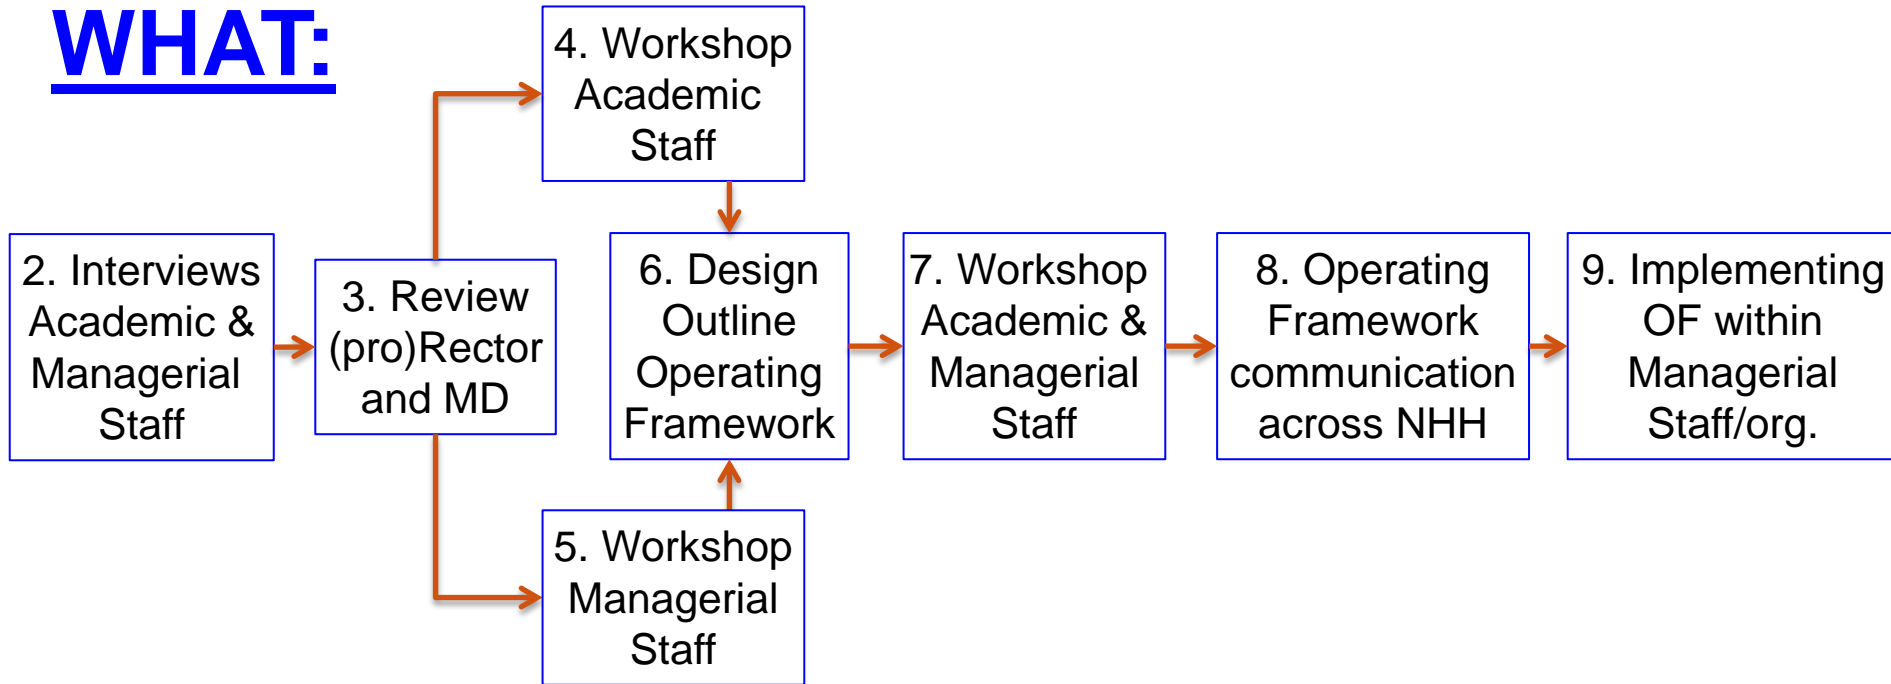 WHAT:
2. Interviews
Academic &
Managerial
Staff
3. Review
(pro)Rector
and MD
4. Workshop
Academic
Staff
5. Workshop
Managerial
Staff
6. Design
Outline
Operating
Framework
7. Workshop
Academic &
Managerial
Staff
8. Operating
Framework
communication
across NHH
9. Implementing
OF within
Managerial
Staff/org.